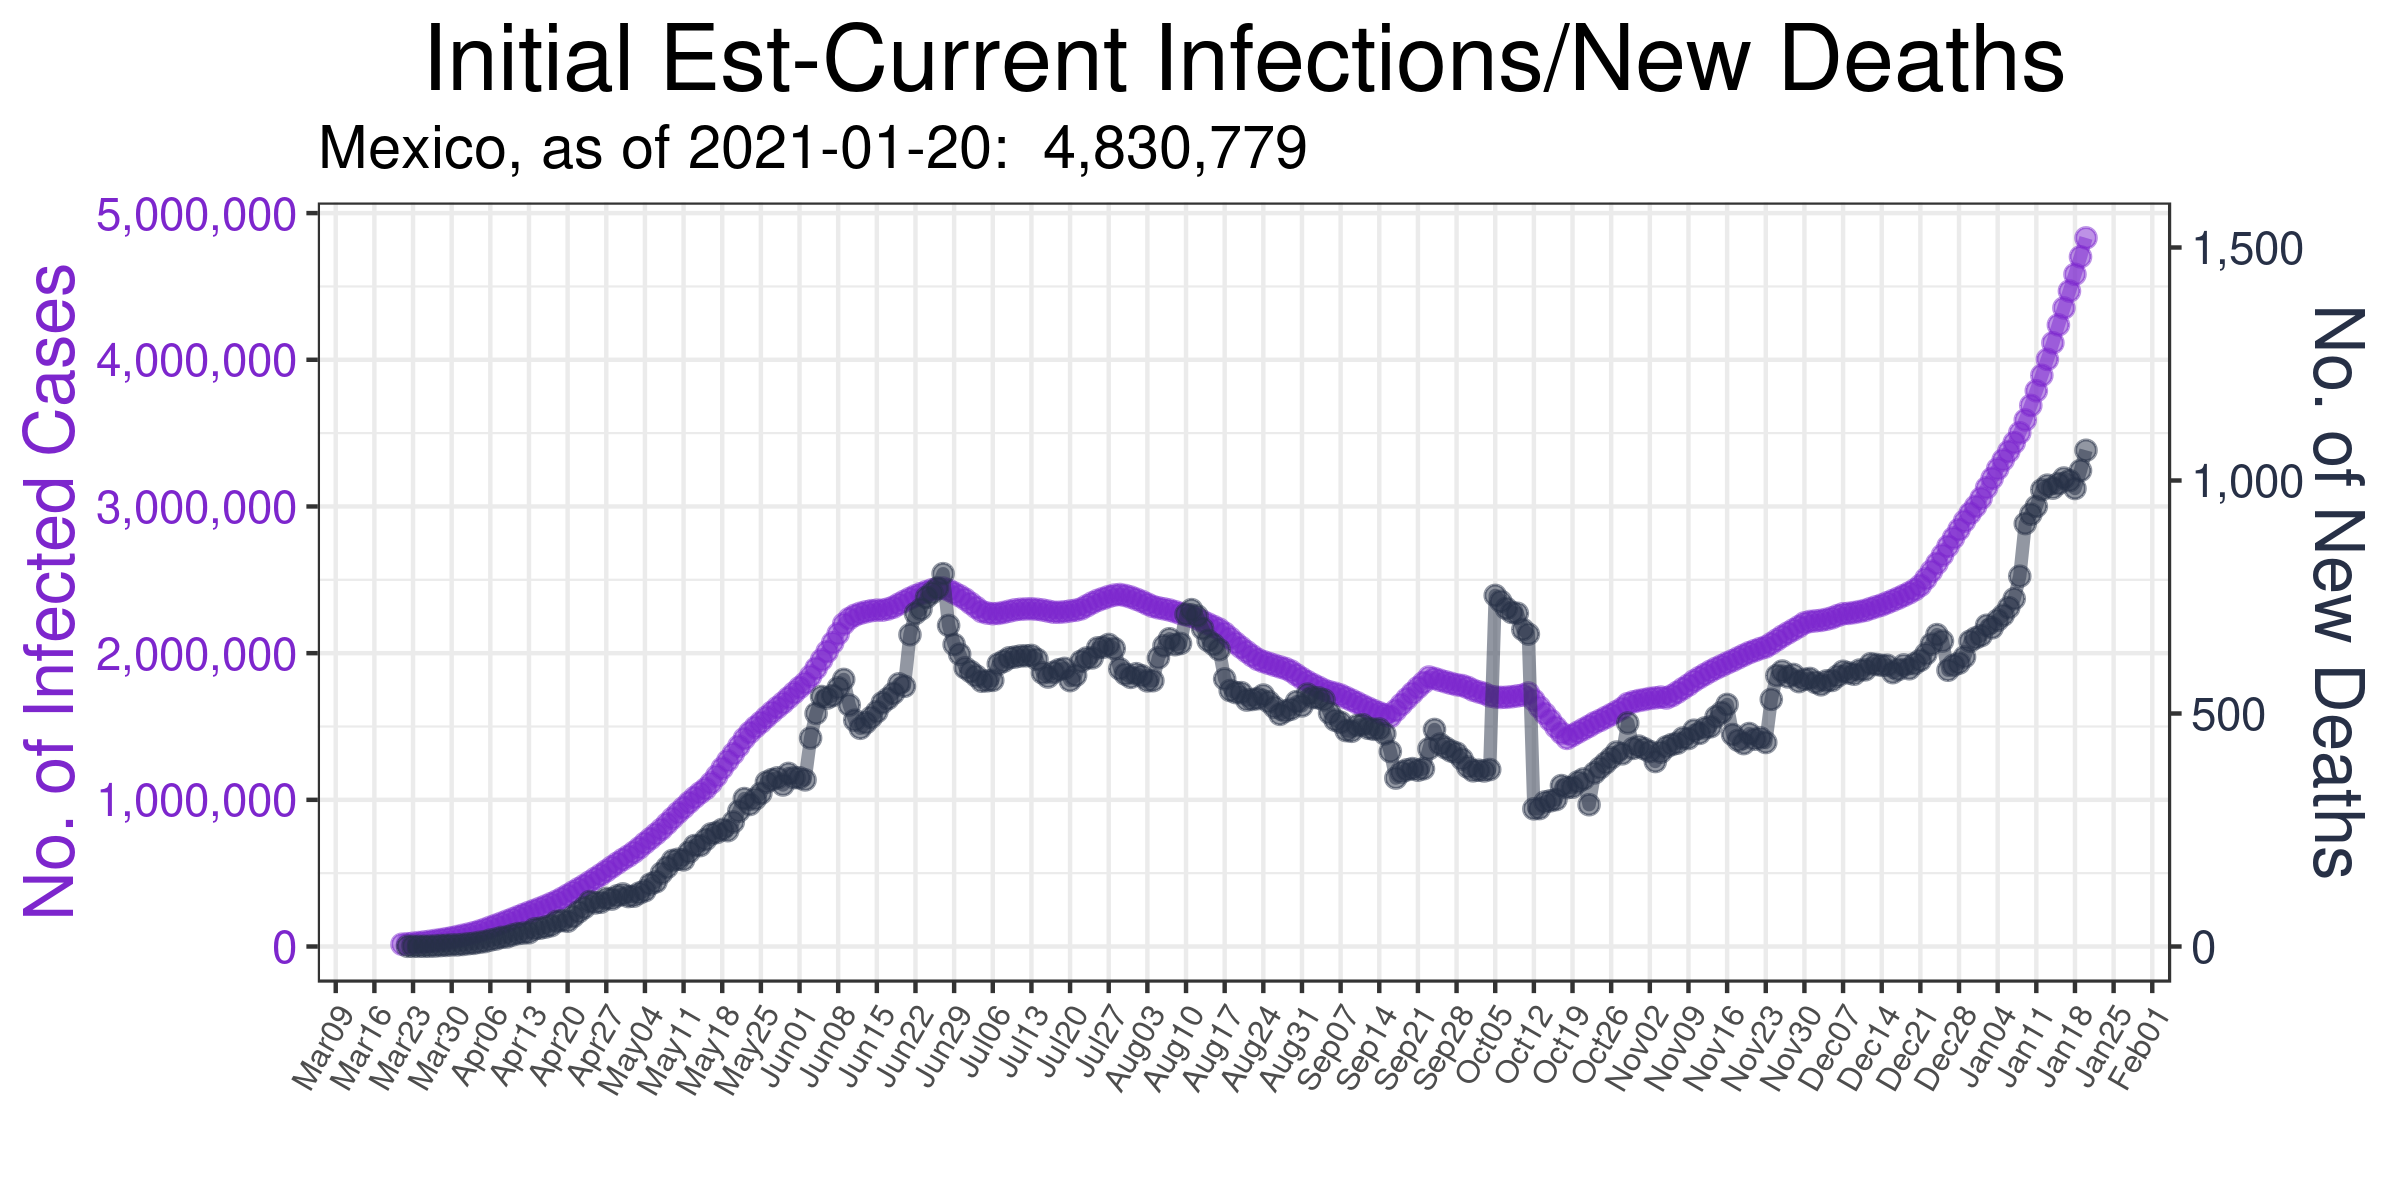 Initial Est-Current Infections/New Deaths
Mexico, as of 2021-01-20:  4,830,779
No. of Infected Cases
5,000,000
4,000,000
3,000,000
2,000,000
1,000,000
0
1,500
1,000
500
0
No. of New Deaths
Mar09
Mar16
Mar23
Mar30
Apr06
Apr13
Apr20
Apr27
May04
May11
May18
May25
Jun01
Jun08
Jun15
Jun22
Jun29
Jul06
Jul13
Jul20
Jul27
Aug03
Aug10
Aug17
Aug24
Aug31
Sep07
Sep14
Sep21
Sep28
Oct05
Oct12
Oct19
Oct26
Nov02
Nov09
Nov16
Nov23
Nov30
Dec07
Dec14
Dec21
Dec28
Jan04
Jan11
Jan18
Jan25
Feb01